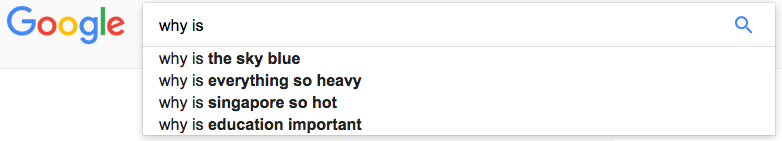 Google
why is
why is the sky blue
why is everything so heavy
why is singapore so hot
why is education important